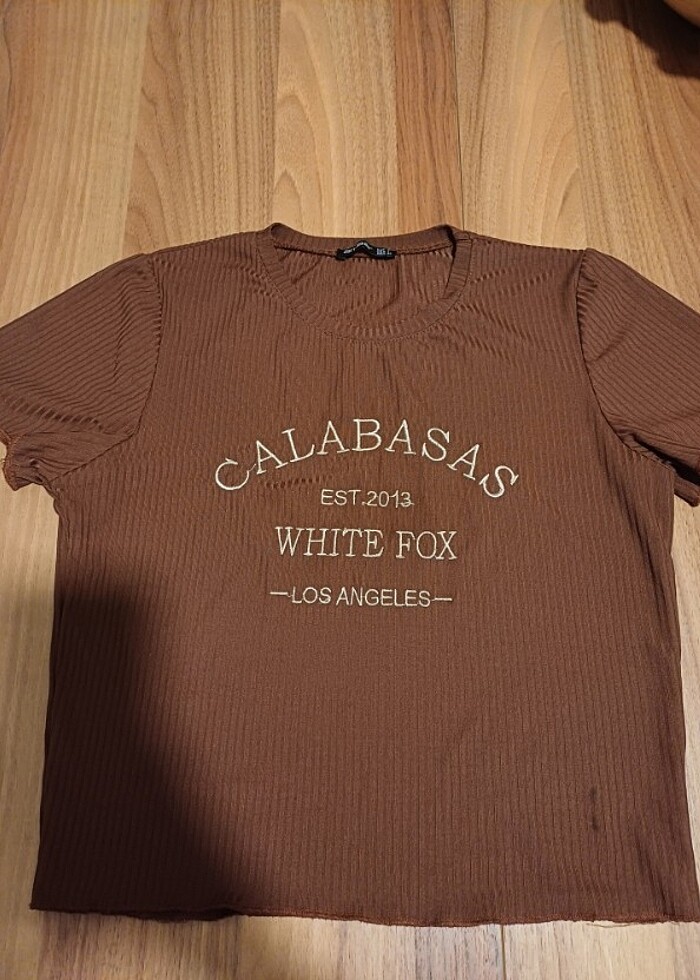 CALABASAS
EST.2013
WHITE FOX
—LOS ANGELES—